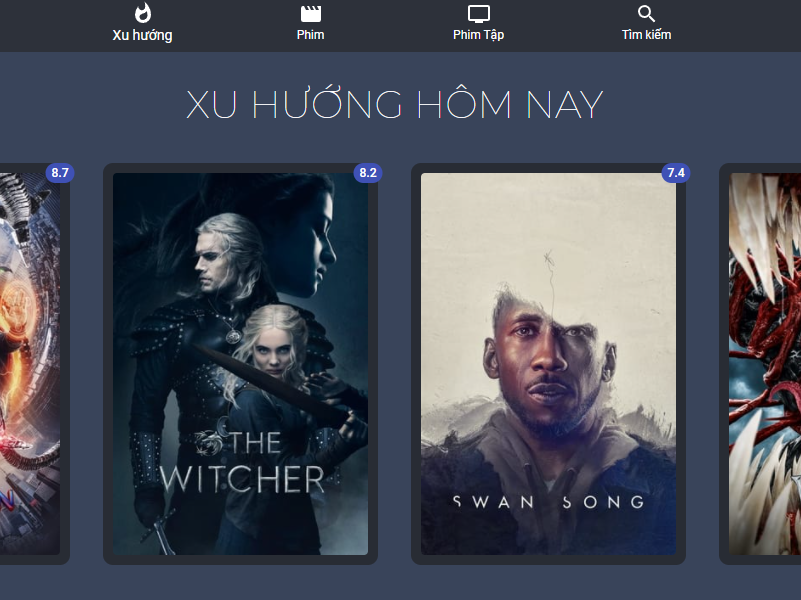 Xu hướng
Phim
Phim Tập
Tìm kiếm
XU HƯỚNG HÔM NAY
8.7
8.2
7.4
THE
WITCHER
SWAN SONG